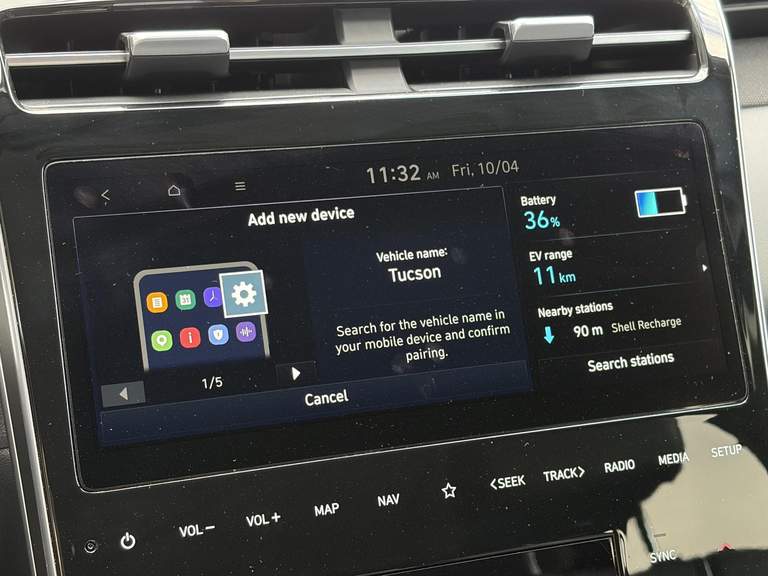 11:32 AM Fri, 10/04
Add new device
Vehicle name:
Tucson
Search for the vehicle name in
your mobile device and confirm
pairing.
31
1/5
Cancel
Battery
36%
EV range
11 km
Nearby stations
90 m Shell Recharge
Search stations
VOL− VOL+ MAP NAV <SEEK TRACK> RADIO MEDIA SETUP
SYNC